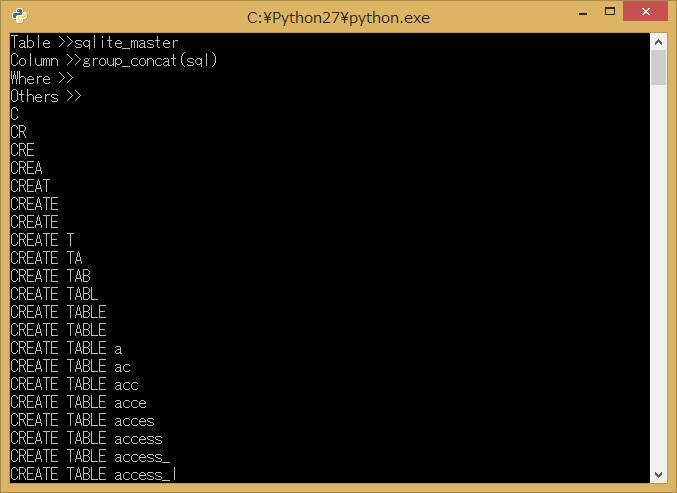 C:¥Python27¥python.exe
Table >>sqlite_master
Column >>group_concat(sql)
Where >>
Others >>
C
CR
CRE
CREA
CREAT
CREATE
CREATE
CREATE T
CREATE TA
CREATE TAB
CREATE TABL
CREATE TABLE
CREATE TABLE
CREATE TABLE a
CREATE TABLE ac
CREATE TABLE acc
CREATE TABLE acce
CREATE TABLE acces
CREATE TABLE access
CREATE TABLE access_
CREATE TABLE access_l